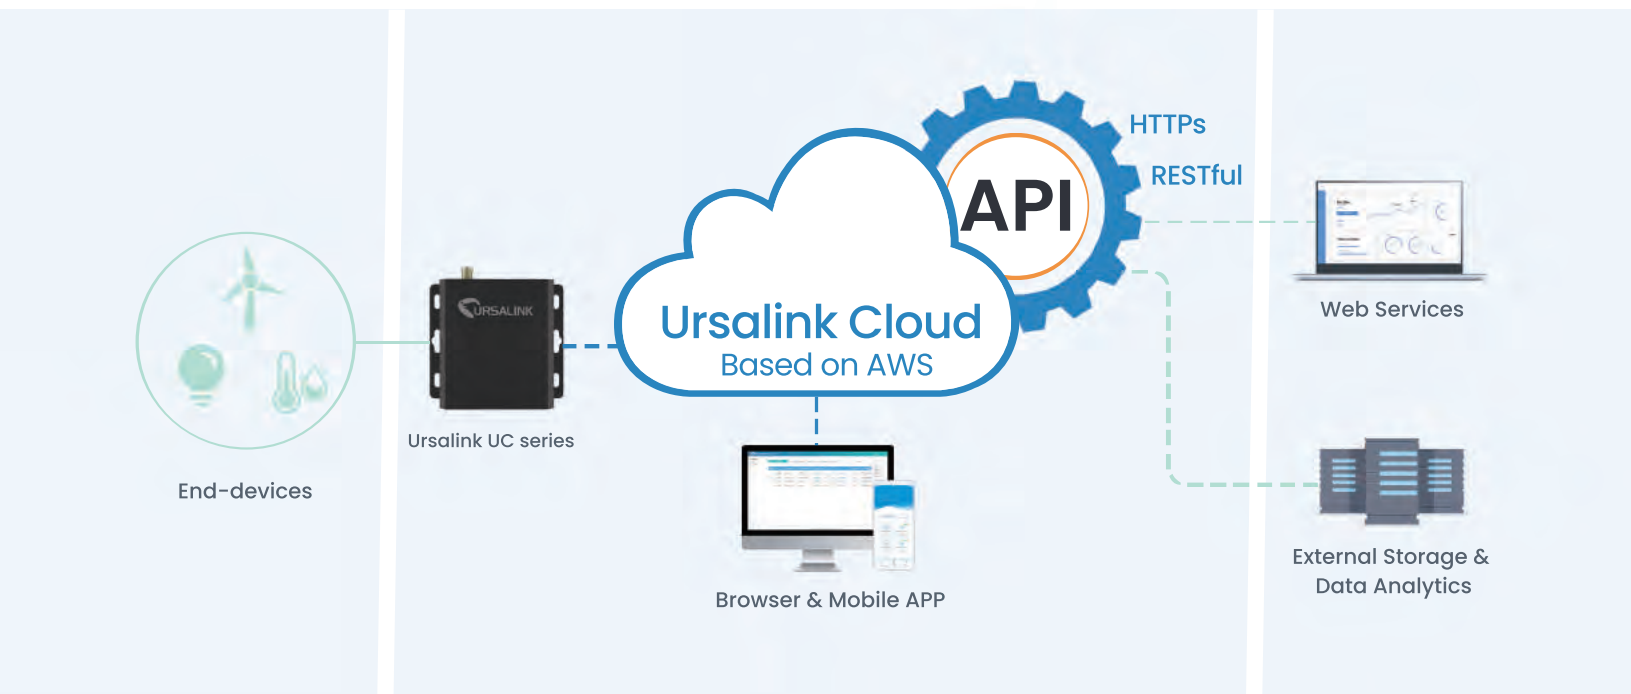 HTTPs
RESTful
API
URSALINK
Ursalink Cloud
Based on AWS
Web Services
Ursalink UC series
End-devices
External Storage &
Data Analytics
Browser & Mobile APP